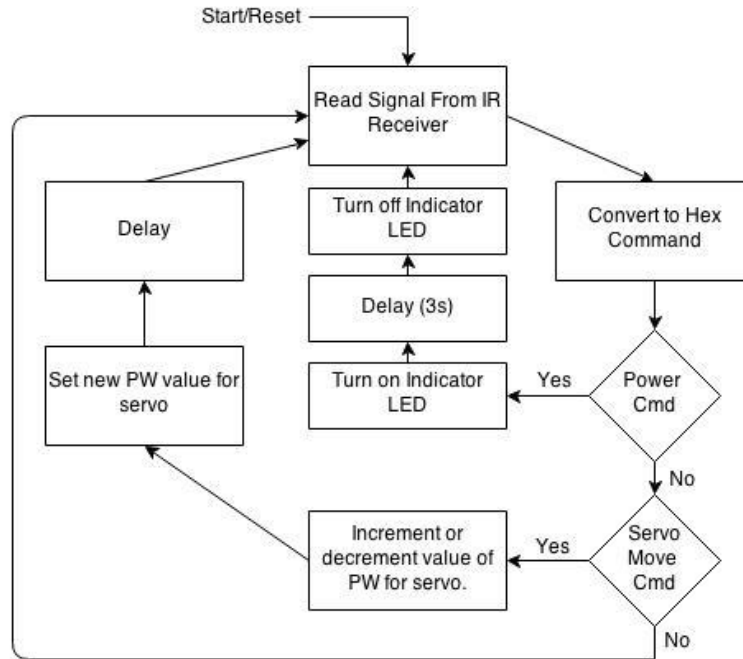 Start/Reset
Read Signal From IR
Receiver
Turn off Indicator
LED
Convert to Hex
Command
Delay
Delay (3s)
Set new PW value for
servo
Turn on Indicator
LED
Yes
Power
Cmd
No
Increment or
decrement value of
PW for servo.
Yes
Servo
Move
Cmd
No